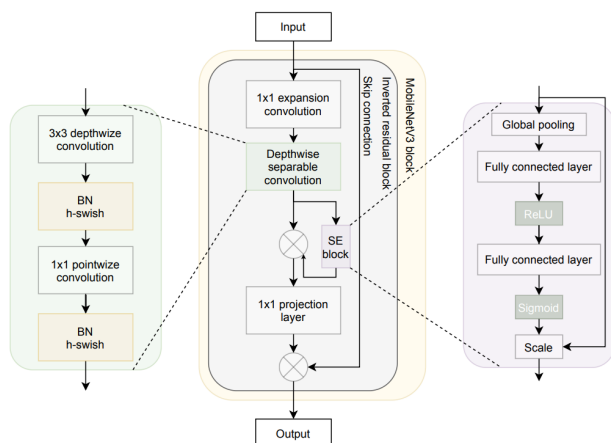 Input
1x1 expansion
convolution
Depthwise
separable
convolution
SE
block
1x1 projection
layer
Output
Skip connection
Inverted residual block
MobileNetV3 block
3x3 depthwize
convolution
BN
h-swish
1x1 pointwize
convolution
BN
h-swish
Global pooling
Fully connected layer
ReLU
Fully connected layer
Sigmoid
Scale